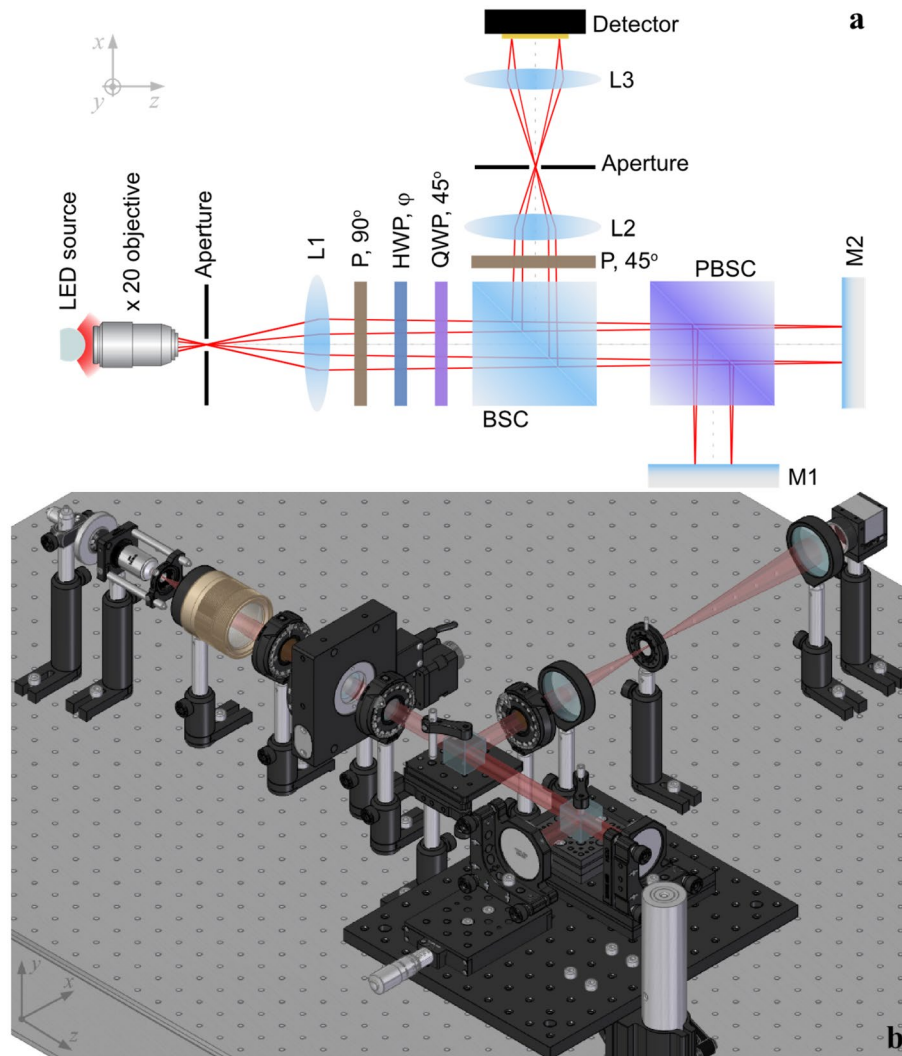 a
Detector
x
y
z
L3
LED source
x 20 objective
Aperture
Aperture
L1
P, 90°
HWP, φ
QWP, 45°
L2
P, 45°
PBSC
M2
BSC
M1
y
x
z
b